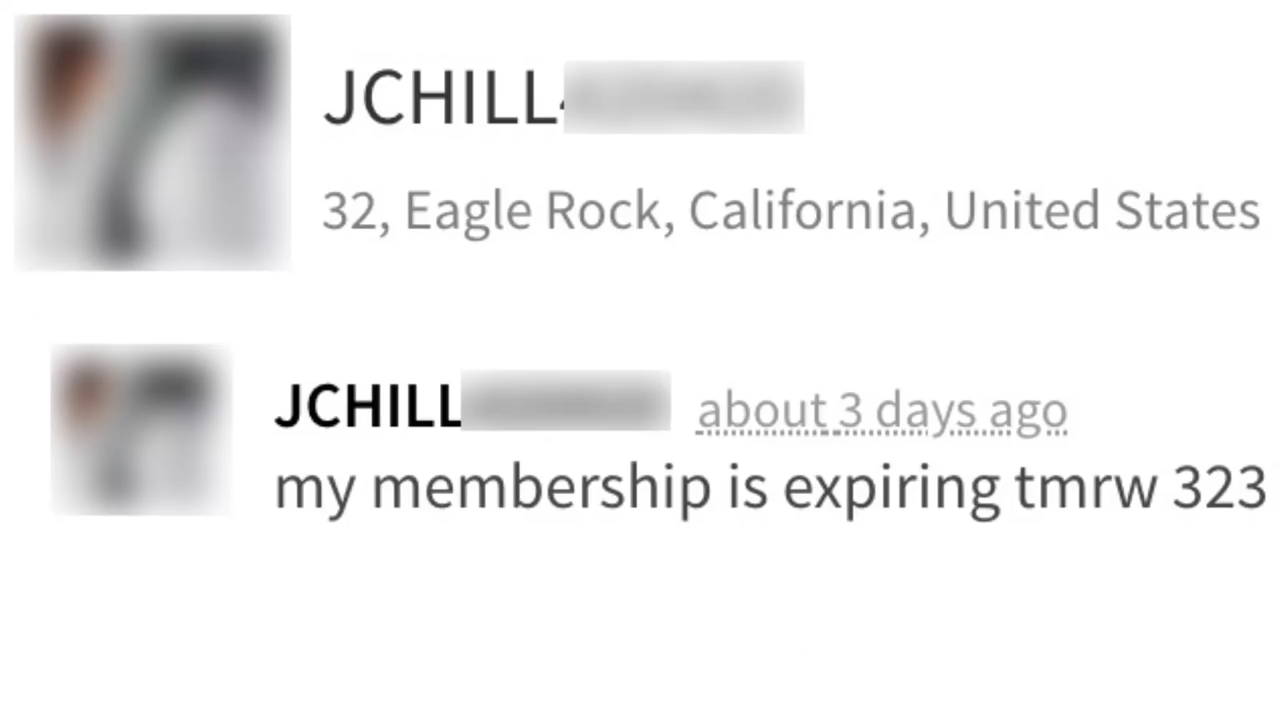 JCHILL
32, Eagle Rock, California, United States
JCHILL about 3 days ago
my membership is expiring tmrw 323